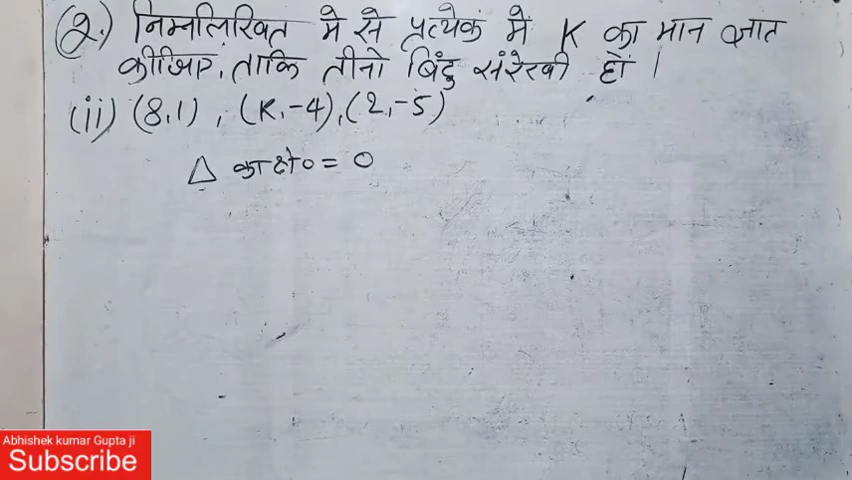 (2.) निम्नलिखित मे से प्रत्येक में K का मान ज्ञात
कीजिए, ताकि तीनो बिंदु संरेखी हों ।
(ii) (8,1) , (K,-4), (2,-5)
△ का क्षे० = 0
Abhishek kumar Gupta ji
Subscribe